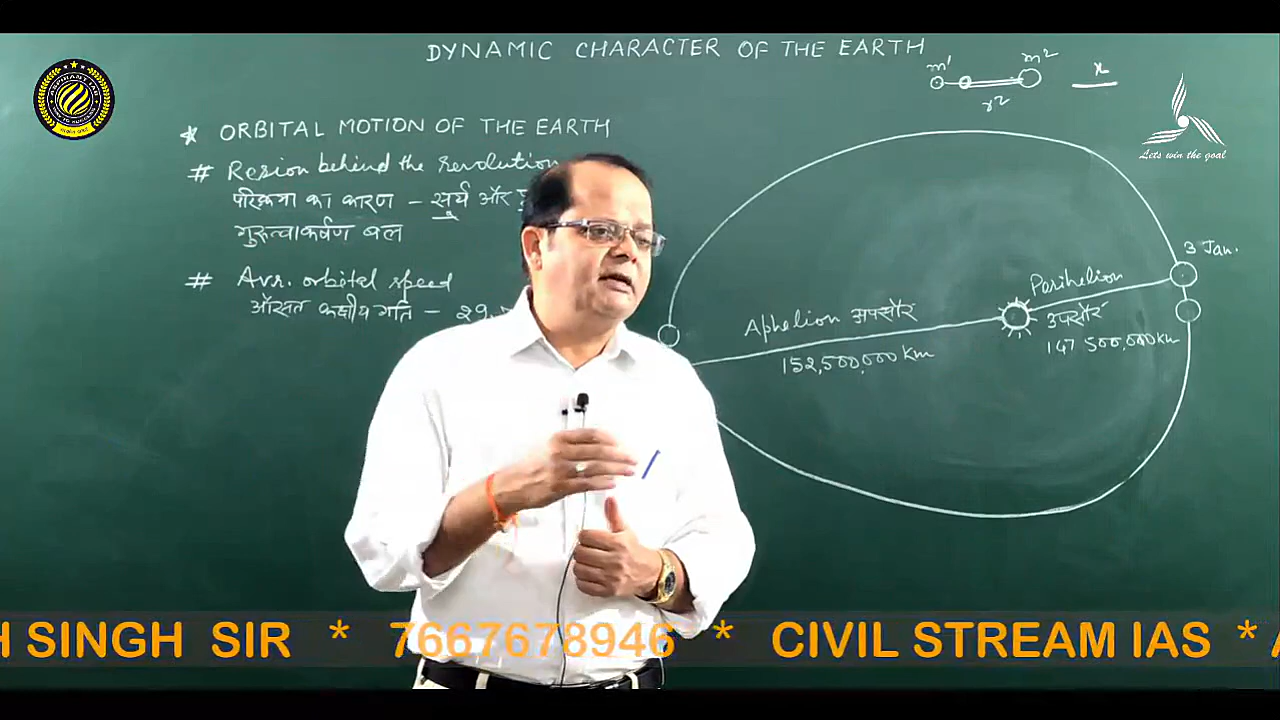 DYNAMIC CHARACTER OF THE EARTH
m1 m2
r2
x
* ORBITAL MOTION OF THE EARTH
# Resion behind the revolution
परिक्रमा का कारण – सूर्य और
गुरुत्वाकर्षण बल
# Avr. orbital speed
औसत कक्षीय गति – 29.
3 Jan.
Perihelion
उपसौर
147 500,000 km
Aphelion अपसौर
152,500,000 km
Lets win the goal
H SINGH SIR * 7667678946 * CIVIL STREAM IAS *